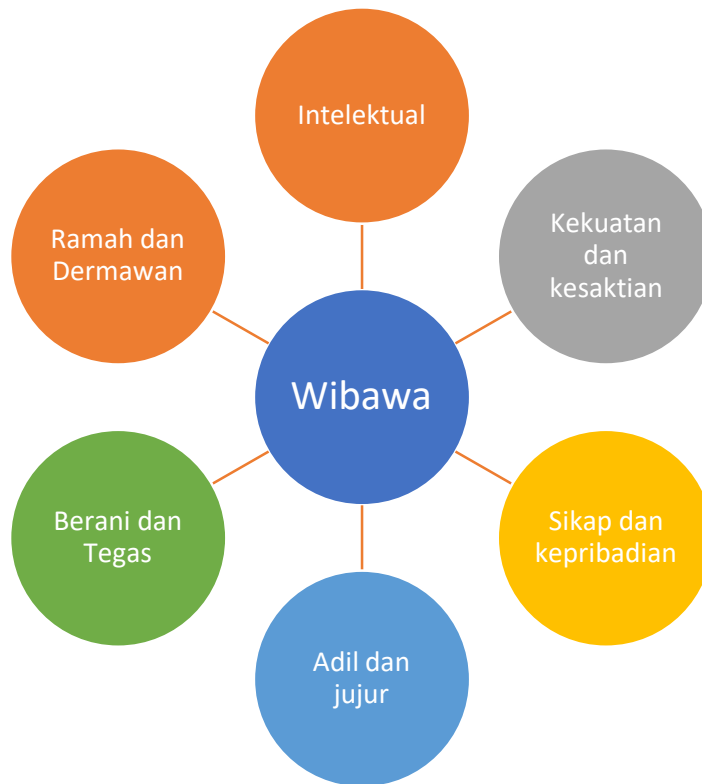 Intelektual
Kekuatan
dan
kesaktian
Ramah dan
Dermawan
Wibawa
Berani dan
Tegas
Sikap dan
kepribadian
Adil dan
jujur